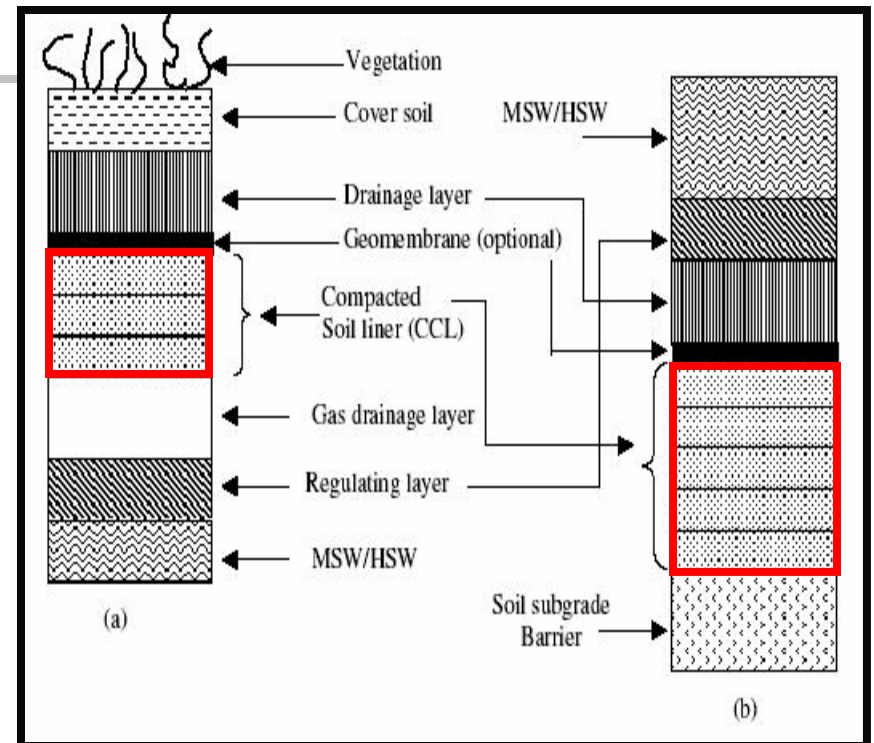 Vegetation
Cover soil
MSW/HSW
Drainage layer
Geomembrane (optional)
Compacted
Soil liner (CCL)
Gas drainage layer
Regulating layer
MSW/HSW
Soil subgrade
Barrier
(a)
(b)